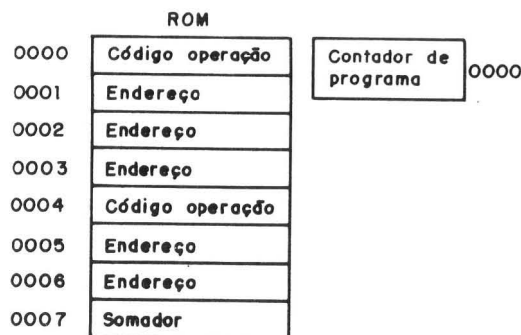 ROM
0000 Código operação
0001 Endereço
0002 Endereço
0003 Endereço
0004 Código operação
0005 Endereço
0006 Endereço
0007 Somador
Contador de
programa
0000